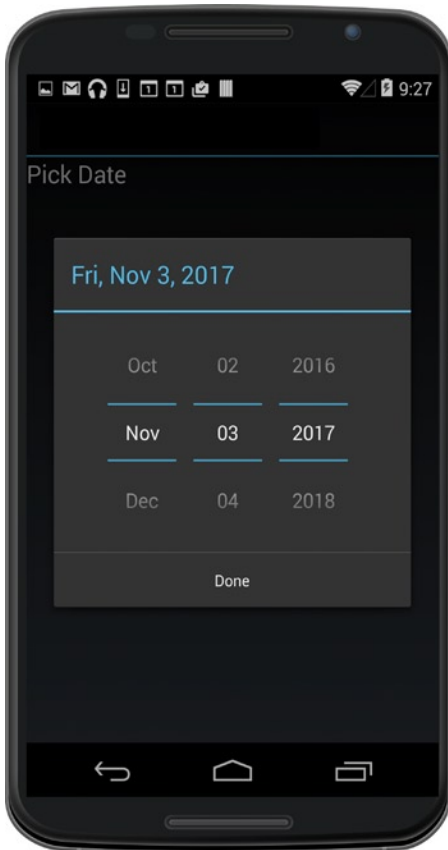 9:27
Pick Date
Fri, Nov 3, 2017
Oct 02 2016
Nov 03 2017
Dec 04 2018
Done